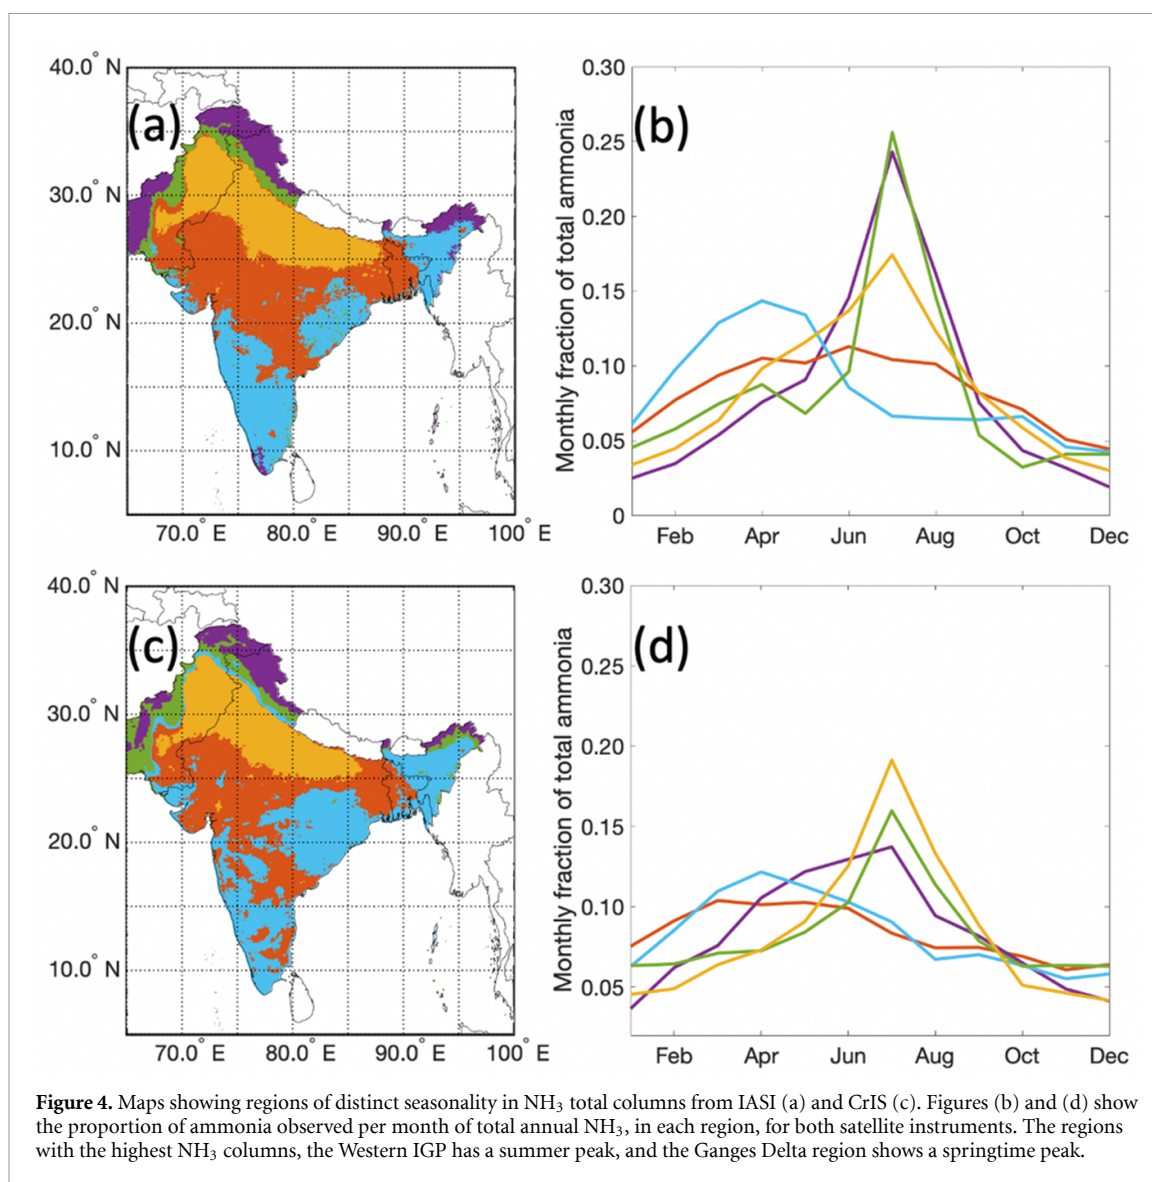 40.0° N
30.0° N
20.0° N
10.0° N
(a)
70.0° E 80.0° E 90.0° E 100° E
Monthly fraction of total ammonia
0.30
0.25
0.20
0.15
0.10
0.05
0
(b)
Feb Apr Jun Aug Oct Dec
40.0° N
30.0° N
20.0° N
10.0° N
(c)
70.0° E 80.0° E 90.0° E 100° E
Monthly fraction of total ammonia
0.30
0.25
0.20
0.15
0.10
0.05
(d)
Feb Apr Jun Aug Oct Dec
Figure 4. Maps showing regions of distinct seasonality in NH₃ total columns from IASI (a) and CrIS (c). Figures (b) and (d) show
the proportion of ammonia observed per month of total annual NH₃, in each region, for both satellite instruments. The regions
with the highest NH₃ columns, the Western IGP has a summer peak, and the Ganges Delta region shows a springtime peak.